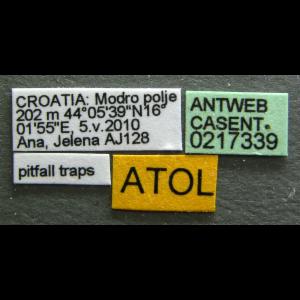 CROATIA: Modro polje
202 m 44°05'39"N16°
01'55"E, 5.v.2010
Ana, Jelena AJ128
pitfall traps
ANTWEB
CASENT.
0217339
ATOL